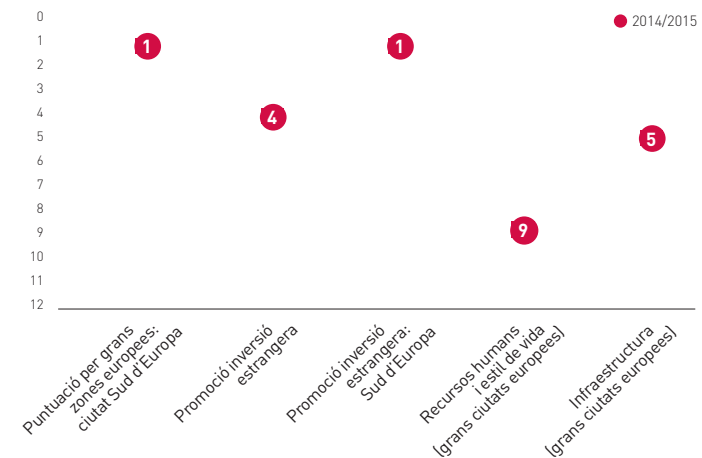 0
1
2
3
4
5
6
7
8
9
10
11
12
2014/2015
1
4
1
9
5
Puntuació per grans
zones europees:
ciutat Sud d'Europa
Promoció inversió
estrangera
Promoció inversió
estrangera:
Sud d'Europa
Recursos humans
i estil de vida
(grans ciutats europees)
Infraestructura
(grans ciutats europees)